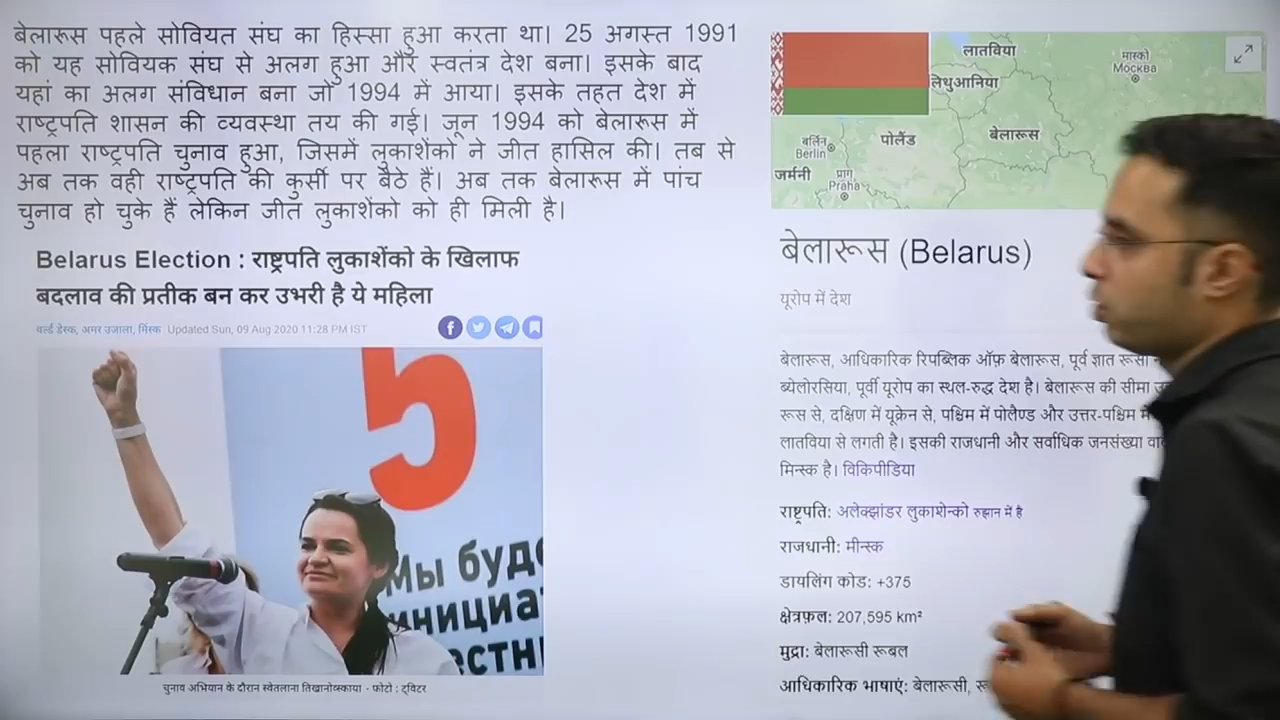 बेलारूस पहले सोवियत संघ का हिस्सा हुआ करता था। 25 अगस्त 1991
को यह सोवियक संघ से अलग हुआ और स्वतंत्र देश बना। इसके बाद
यहां का अलग संविधान बना जो 1994 में आया। इसके तहत देश में
राष्ट्रपति शासन की व्यवस्था तय की गई। जून 1994 को बेलारूस में
पहला राष्ट्रपति चुनाव हुआ, जिसमें लुकाशेंको ने जीत हासिल की। तब से
अब तक वही राष्ट्रपति की कुर्सी पर बैठे हैं। अब तक बेलारूस में पांच
चुनाव हो चुके हैं लेकिन जीत लुकाशेंको को ही मिली है।
Belarus Election : राष्ट्रपति लुकाशेंको के खिलाफ
बदलाव की प्रतीक बन कर उभरी है ये महिला
वर्ल्ड डेस्क, अमर उजाला, मिंस्क Updated Sun, 09 Aug 2020 11:28 PM IST
5
Мы буд
инициа
естн
चुनाव अभियान के दौरान स्वेतलाना तिखानोव्स्काया - फोटो : ट्विटर
लातविया
मास्को
Москва
लिथुआनिया
बर्लिन
Berlin
पोलैंड
बेलारूस
जर्मनी
प्राग
Praha
बेलारूस (Belarus)
यूरोप में देश
बेलारूस, आधिकारिक रिपब्लिक ऑफ़ बेलारूस, पूर्व ज्ञात रूसी
ब्येलोरसिया, पूर्वी यूरोप का स्थल-रुद्ध देश है। बेलारूस की सीमा
रूस से, दक्षिण में यूक्रेन से, पश्चिम में पोलैण्ड और उत्तर-पश्चिम में
लातविया से लगती है। इसकी राजधानी और सर्वाधिक जनसंख्या
मिन्स्क है। विकिपीडिया
राष्ट्रपति: अलेक्झांडर लुकाशेन्को रुझान में है
राजधानी: मीन्स्क
डायलिंग कोड: +375
क्षेत्रफ़ल: 207,595 km²
मुद्रा: बेलारूसी रूबल
आधिकारिक भाषाएं: बेलारूसी,